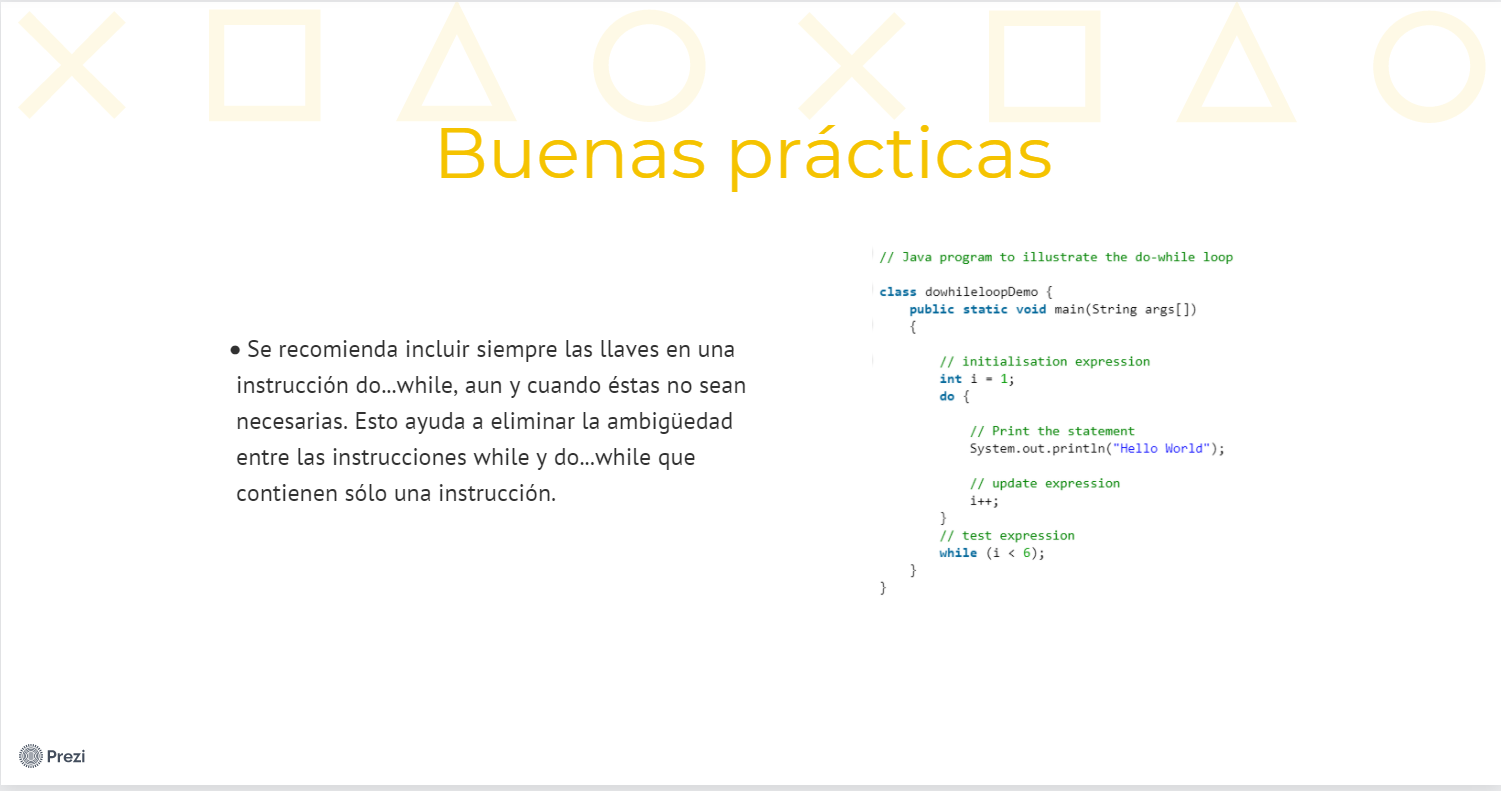 Buenas prácticas
• Se recomienda incluir siempre las llaves en una
instrucción do...while, aun y cuando éstas no sean
necesarias. Esto ayuda a eliminar la ambigüedad
entre las instrucciones while y do...while que
contienen sólo una instrucción.
// Java program to illustrate the do-while loop
class dowhileloopDemo {
public static void main(String args[])
{
// initialisation expression
int i = 1;
do {
// Print the statement
System.out.println("Hello World");
// update expression
i++;
}
// test expression
while (i < 6);
}
}
Prezi